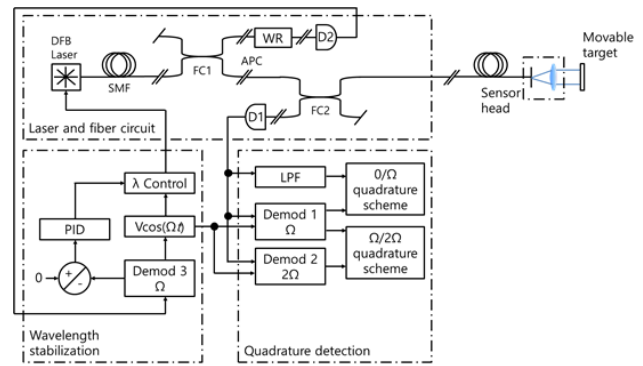 DFB
Laser
SMF
FC1
WR
D2
APC
FC2
D1
Laser and fiber circuit
Sensor
head
Movable
target
λ Control
PID
Vcos(Ωt)
0
+
-
Demod 3
Ω
Wavelength
stabilization
LPF
Demod 1
Ω
Demod 2
2Ω
0/Ω
quadrature
scheme
Ω/2Ω
quadrature
scheme
Quadrature detection